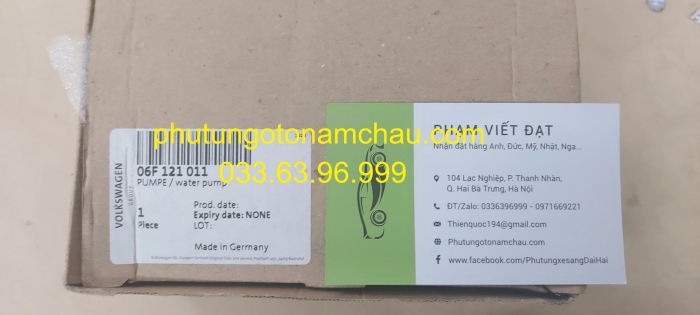 phutungotonamchau.com
033.63.96.999
VOLKSWAGEN
GROUP
06F 121 011
PUMPE / water pump
1
Piece
Prod. date:
Expiry date: NONE
LOT:
Made in Germany
PHẠM VIẾT ĐẠT
Nhận đặt hàng Anh, Đức, Mỹ, Nhật, Nga...
104 Lạc Nghiệp, P. Thanh Nhàn,
Q. Hai Bà Trưng, Hà Nội
ĐT/Zalo: 0336396999 - 0971669221
Thienquoc194@gmail.com
Phutungotonamchau.com
www.facebook.com/PhutungxesangDaiHai